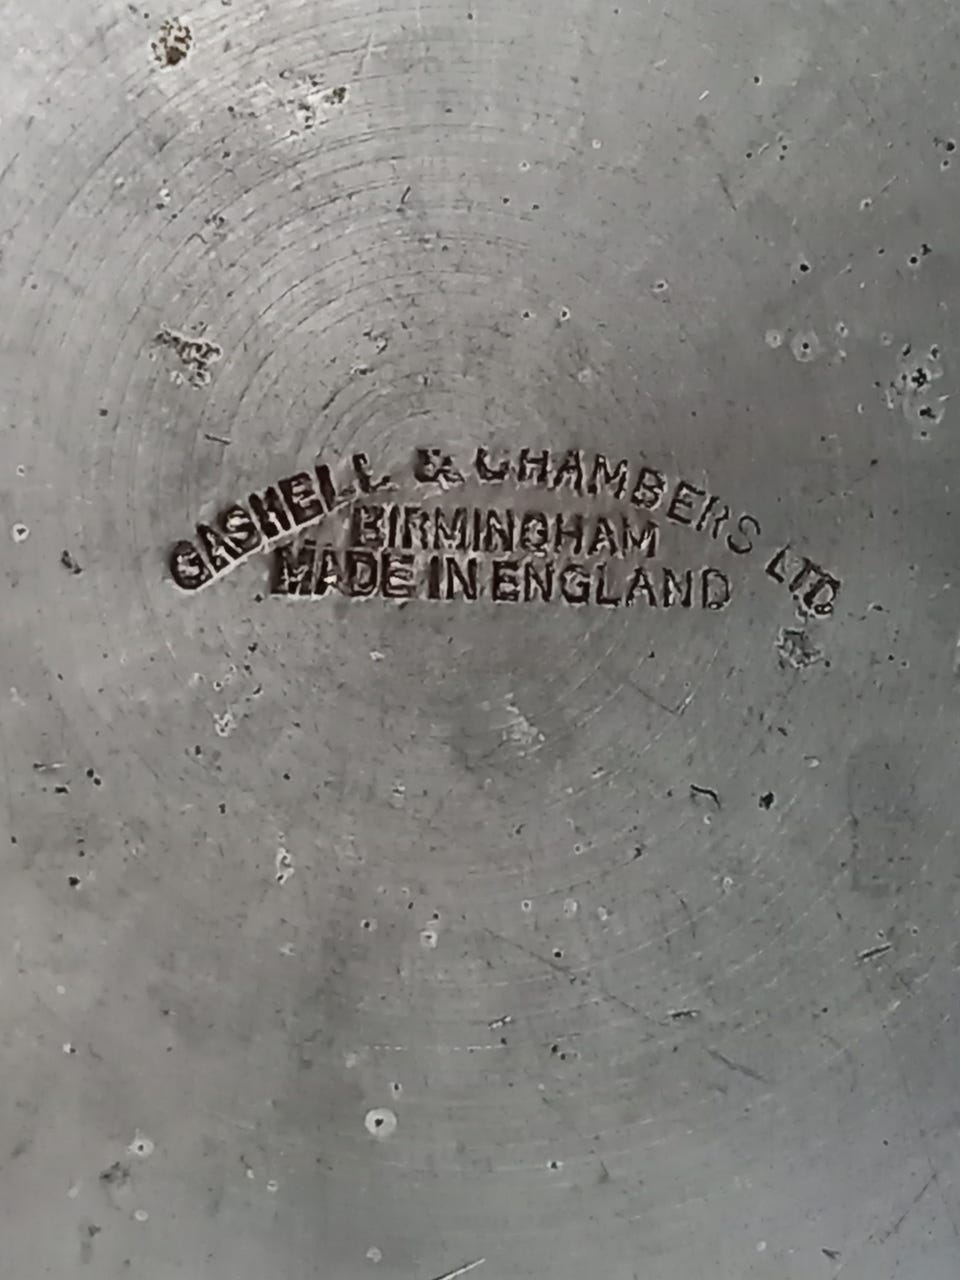 GASKELL & CHAMBERS LTD.
BIRMINGHAM
MADE IN ENGLAND